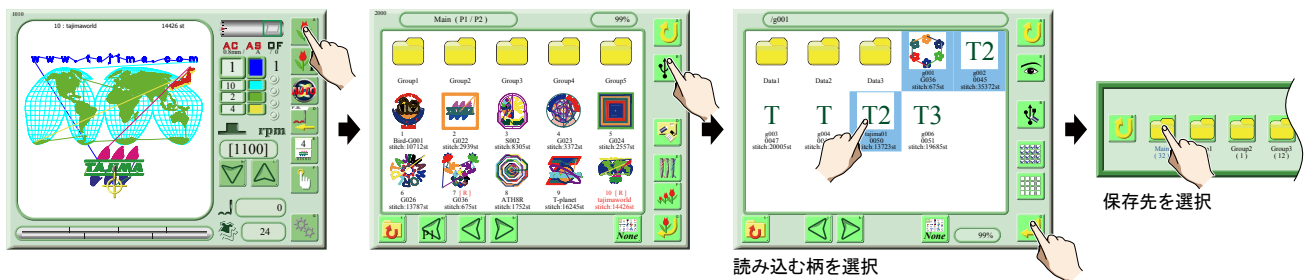 1010
10 : tajimaworld 14426 st
www.tajima.com
TAJIMA
AC AS OF
0.8mm / A / 0
1 1
10
2
4
rpm
[1100]
4
0
24
2000
Main ( P1 / P2 ) 99%
Group1 Group2 Group3 Group4 Group5
1 2 3 4 5
Bird-G001 G022 S002 G023 G024
stitch:10712st stitch:2939st stitch:8305st stitch:3372st stitch:2557st
6 7 [ R ] 8 9 10 [ R ]
G026 G036 ATH8R T-planet tajimaworld
stitch:13787st stitch:675st stitch:1752st stitch:16245st stitch:14426st
P1 None
/g001
T2
Data1 Data2 Data3 g001 g002
G036 0045
stitch:675st stitch:35372st
T T T2 T3
g003 g004 tajima01 g006
0047 0050 0051
stitch:20005st stitch:13723st stitch:19685st
None 99%
読み込む柄を選択
Main Group2 Group3
( 32 ( 1 ) ( 12 )
保存先を選択